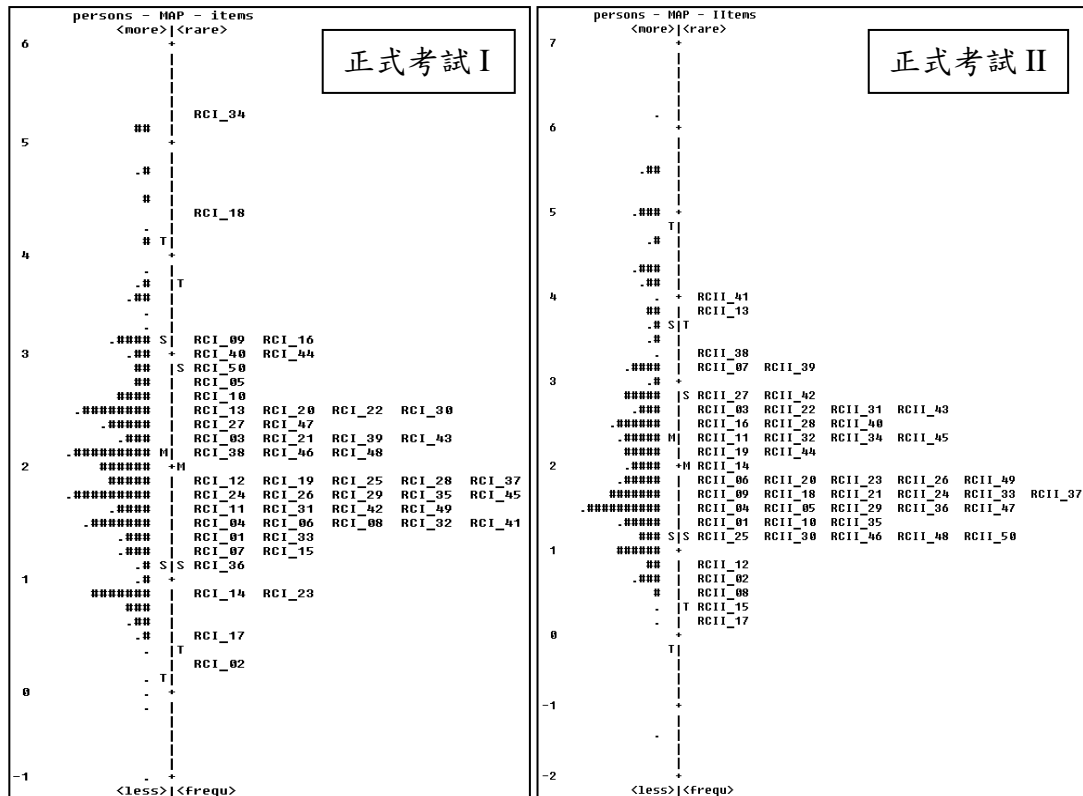 persons - MAP - items
<more>|<rare>
6 +
正式考試 I
|
|
|
|
|
| RCI_34
## |
5 +
|
.# |
|
# |
| RCI_18
. |
# T|
4 +
. |
.# |T
.## |
. |
. |
.#### S| RCI_09 RCI_16
3 .## + RCI_40 RCI_44
## |S RCI_50
## | RCI_05
#### | RCI_10
.######## | RCI_13 RCI_20 RCI_22 RCI_30
.##### | RCI_27 RCI_47
.### | RCI_03 RCI_21 RCI_39 RCI_43
.######### M| RCI_38 RCI_46 RCI_48
2 ###### +M
##### | RCI_12 RCI_19 RCI_25 RCI_28 RCI_37
.######### | RCI_24 RCI_26 RCI_29 RCI_35 RCI_45
.#### | RCI_11 RCI_31 RCI_42 RCI_49
.####### | RCI_04 RCI_06 RCI_08 RCI_32 RCI_41
.### | RCI_01 RCI_33
.### | RCI_07 RCI_15
.# S|S RCI_36
1 .# +
####### | RCI_14 RCI_23
### |
.## |
.# | RCI_17
. |T
| RCI_02
. T|
0 . +
. |
|
|
|
|
-1 . +
<less>|<frequ>
persons - MAP - IItems
<more>|<rare>
7 +
正式考試 II
|
|
|
|
. |
6 +
|
|
.## |
|
5 .### +
T|
.# |
|
.### |
.## |
4 . + RCII_41
## | RCII_13
.# S|T
.# |
. | RCII_38
.#### | RCII_07 RCII_39
3 .# +
##### |S RCII_27 RCII_42
.### | RCII_03 RCII_22 RCII_31 RCII_43
.###### | RCII_16 RCII_28 RCII_40
.##### M| RCII_11 RCII_32 RCII_34 RCII_45
##### | RCII_19 RCII_44
2 .#### +M RCII_14
.##### | RCII_06 RCII_20 RCII_23 RCII_26 RCII_49
####### | RCII_09 RCII_18 RCII_21 RCII_24 RCII_33 RCII_37
.########## | RCII_04 RCII_05 RCII_29 RCII_36 RCII_47
.##### | RCII_01 RCII_10 RCII_35
### S|S RCII_25 RCII_30 RCII_46 RCII_48 RCII_50
1 ###### +
## | RCII_12
.### | RCII_02
# | RCII_08
. |T RCII_15
. | RCII_17
0 +
T|
|
|
|
-1 +
|
. |
|
|
-2 +
<less>|<frequ>